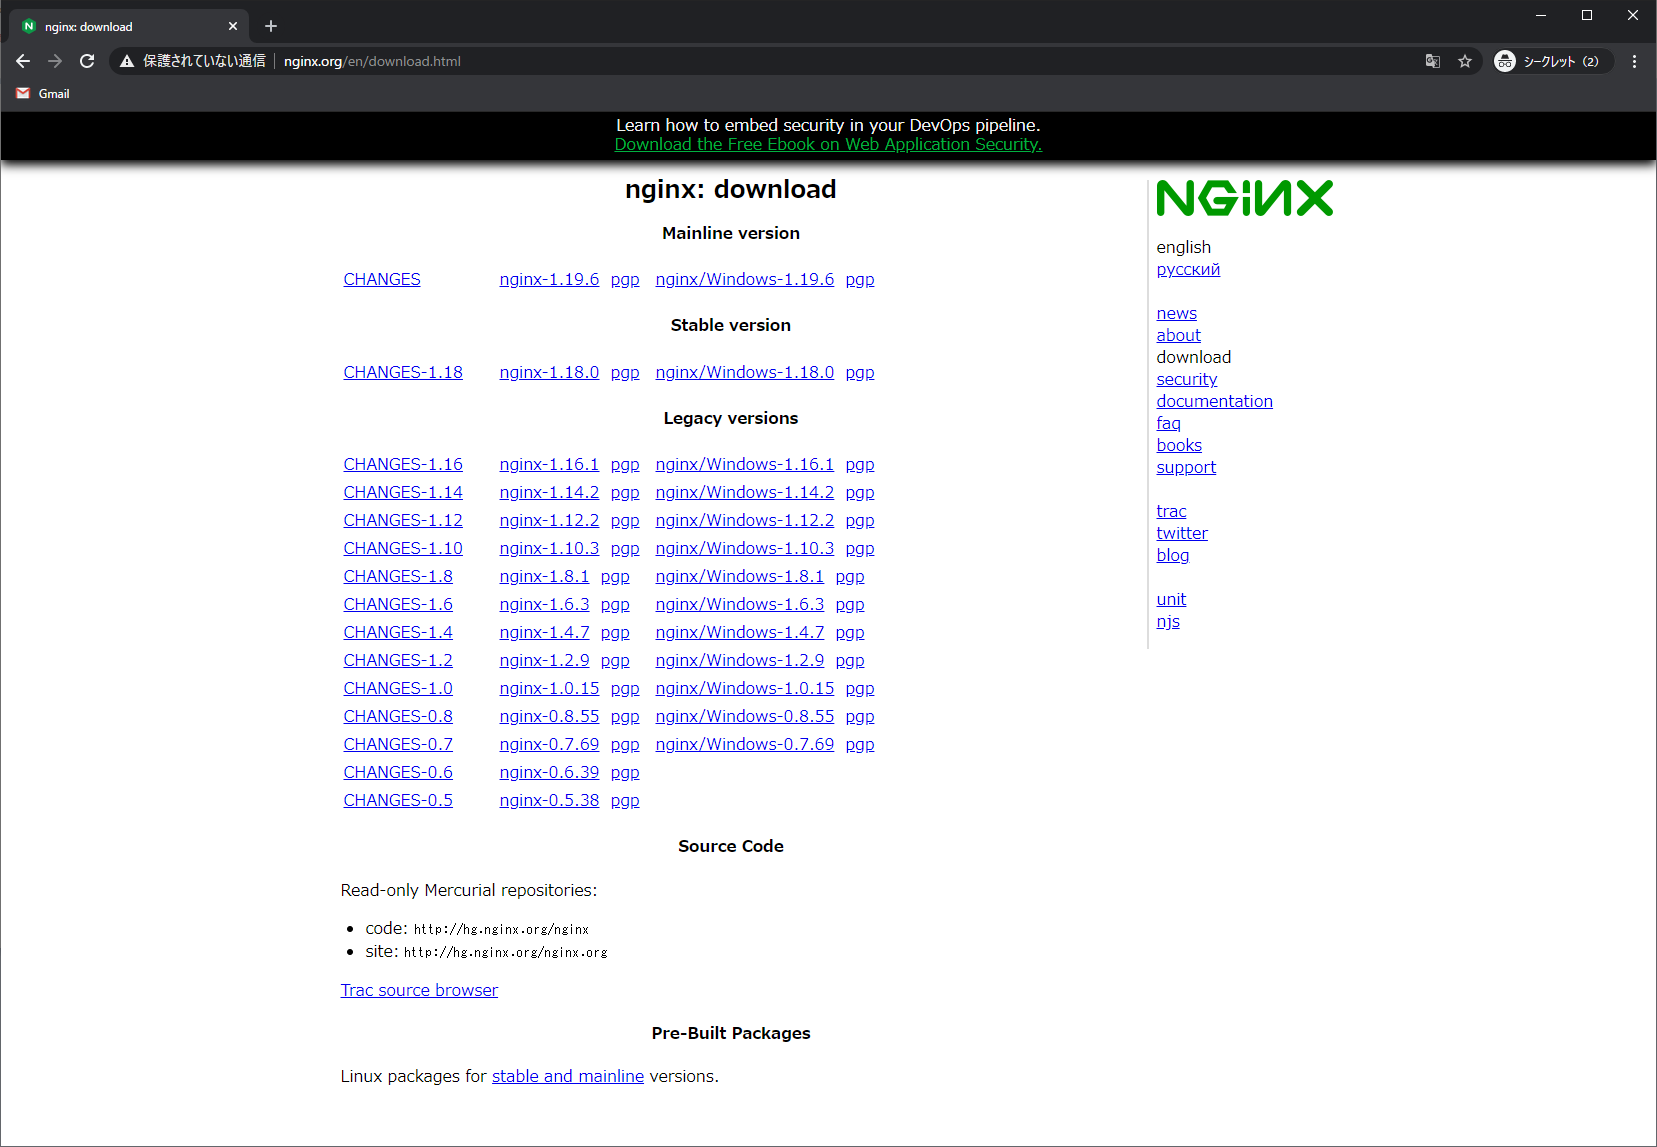 nginx: download
保護されていない通信 nginx.org/en/download.html シークレット (2)
Gmail
Learn how to embed security in your DevOps pipeline.
Download the Free Ebook on Web Application Security.
nginx: download
Mainline version
CHANGES nginx-1.19.6 pgp nginx/Windows-1.19.6 pgp
Stable version
CHANGES-1.18 nginx-1.18.0 pgp nginx/Windows-1.18.0 pgp
Legacy versions
CHANGES-1.16 nginx-1.16.1 pgp nginx/Windows-1.16.1 pgp
CHANGES-1.14 nginx-1.14.2 pgp nginx/Windows-1.14.2 pgp
CHANGES-1.12 nginx-1.12.2 pgp nginx/Windows-1.12.2 pgp
CHANGES-1.10 nginx-1.10.3 pgp nginx/Windows-1.10.3 pgp
CHANGES-1.8 nginx-1.8.1 pgp nginx/Windows-1.8.1 pgp
CHANGES-1.6 nginx-1.6.3 pgp nginx/Windows-1.6.3 pgp
CHANGES-1.4 nginx-1.4.7 pgp nginx/Windows-1.4.7 pgp
CHANGES-1.2 nginx-1.2.9 pgp nginx/Windows-1.2.9 pgp
CHANGES-1.0 nginx-1.0.15 pgp nginx/Windows-1.0.15 pgp
CHANGES-0.8 nginx-0.8.55 pgp nginx/Windows-0.8.55 pgp
CHANGES-0.7 nginx-0.7.69 pgp nginx/Windows-0.7.69 pgp
CHANGES-0.6 nginx-0.6.39 pgp
CHANGES-0.5 nginx-0.5.38 pgp
Source Code
Read-only Mercurial repositories:
code: http://hg.nginx.org/nginx
site: http://hg.nginx.org/nginx.org
Trac source browser
Pre-Built Packages
Linux packages for stable and mainline versions.
NGINX
english
русский
news
about
download
security
documentation
faq
books
support
trac
twitter
blog
unit
njs